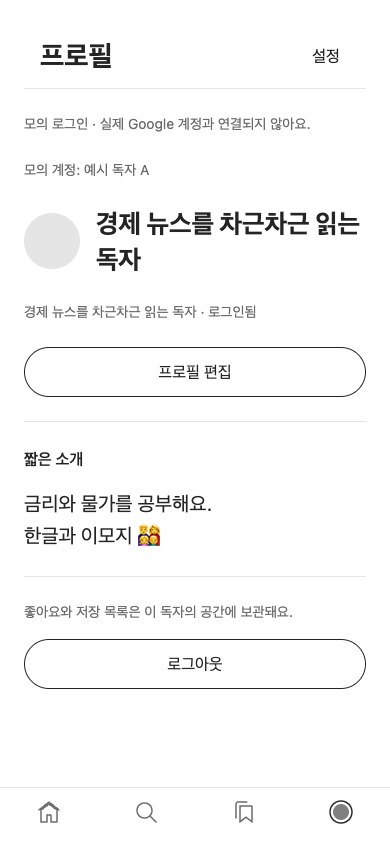 프로필
설정
모의 로그인 · 실제 Google 계정과 연결되지 않아요.
모의 계정: 예시 독자 A
경제 뉴스를 차근차근 읽는
독자
경제 뉴스를 차근차근 읽는 독자 · 로그인됨
프로필 편집
짧은 소개
금리와 물가를 공부해요.
한글과 이모지 👨‍👩‍👧‍👦
좋아요와 저장 목록은 이 독자의 공간에 보관돼요.
로그아웃